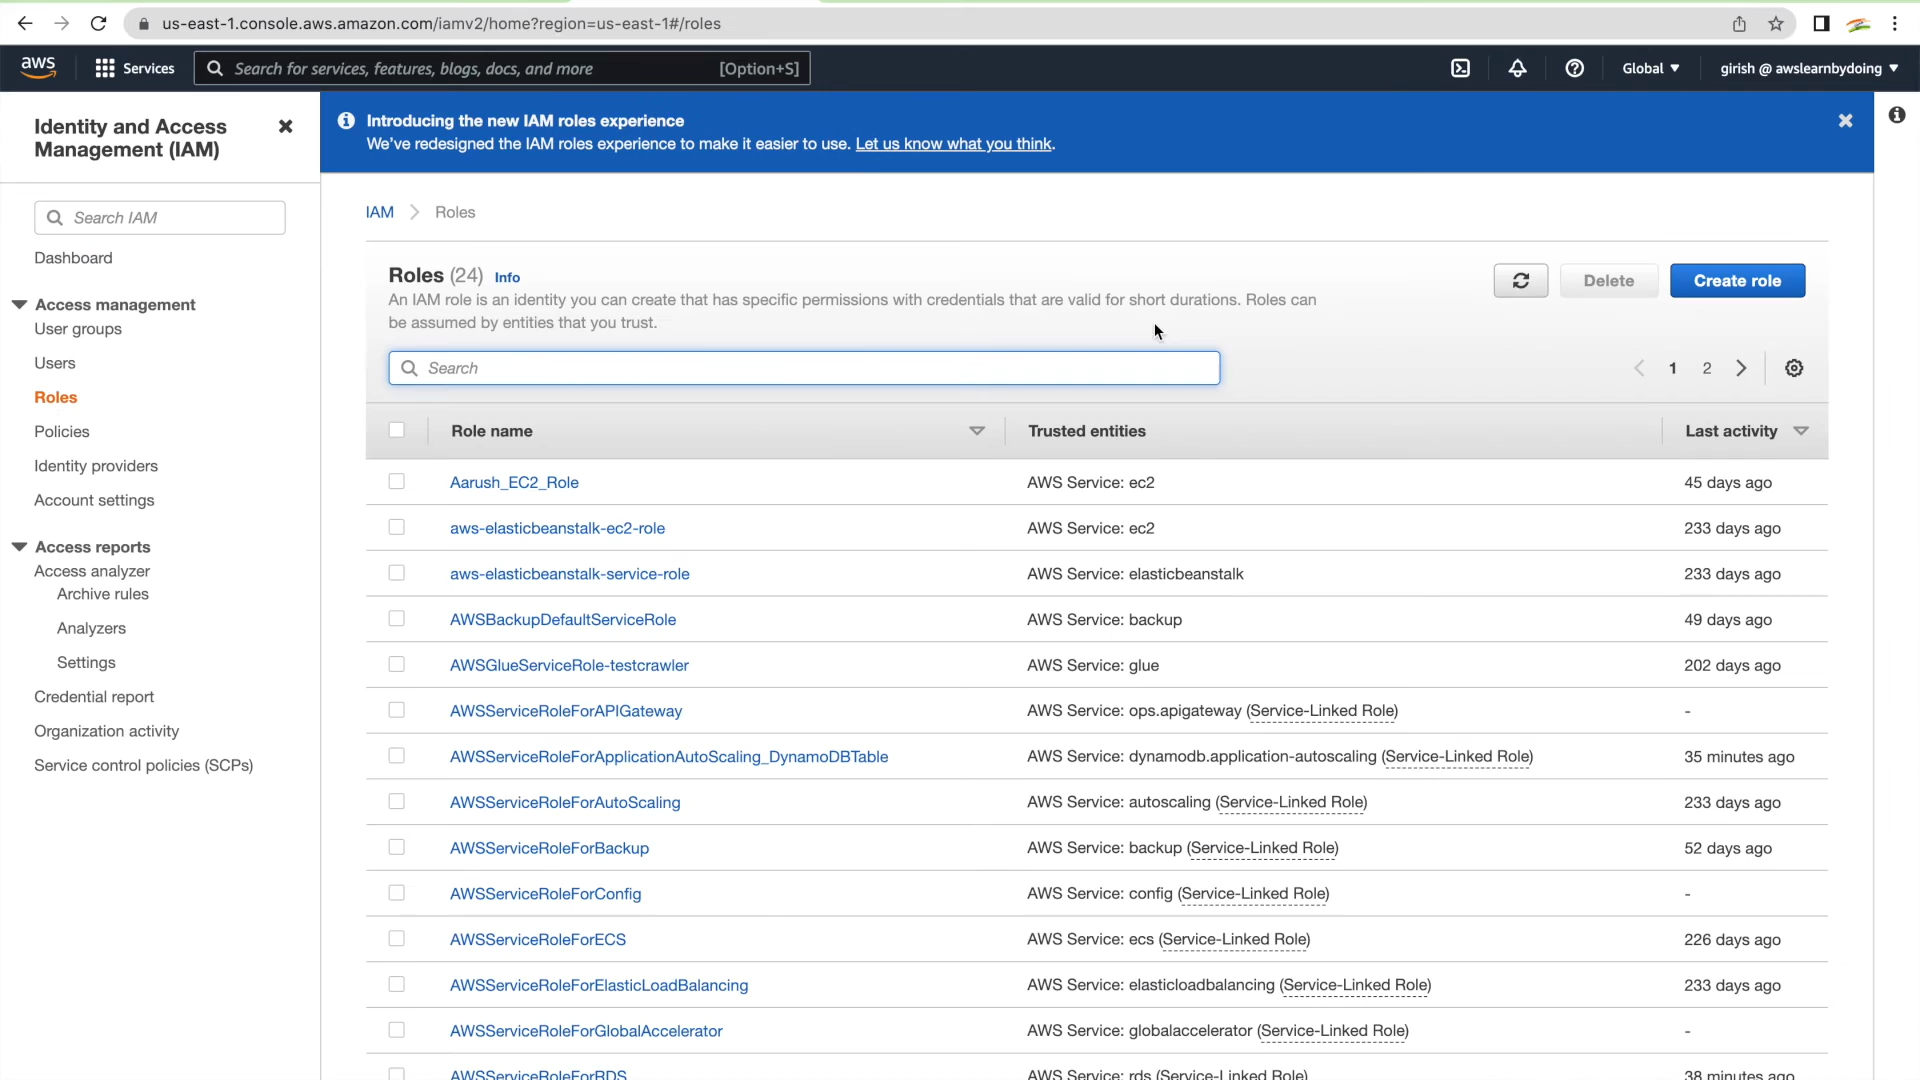 us-east-1.console.aws.amazon.com/iamv2/home?region=us-east-1#/roles
aws
Services
Search for services, features, blogs, docs, and more
[Option+S]
Global
girish @ awslearnbydoing
Identity and Access
Management (IAM)
Search IAM
Dashboard
Access management
User groups
Users
Roles
Policies
Identity providers
Account settings
Access reports
Access analyzer
Archive rules
Analyzers
Settings
Credential report
Organization activity
Service control policies (SCPs)
Introducing the new IAM roles experience
We've redesigned the IAM roles experience to make it easier to use. Let us know what you think.
IAM > Roles
Roles (24) Info
An IAM role is an identity you can create that has specific permissions with credentials that are valid for short durations. Roles can
be assumed by entities that you trust.
Delete
Create role
Search
1 2
Role name Trusted entities Last activity
Aarush_EC2_Role AWS Service: ec2 45 days ago
aws-elasticbeanstalk-ec2-role AWS Service: ec2 233 days ago
aws-elasticbeanstalk-service-role AWS Service: elasticbeanstalk 233 days ago
AWSBackupDefaultServiceRole AWS Service: backup 49 days ago
AWSGlueServiceRole-testcrawler AWS Service: glue 202 days ago
AWSServiceRoleForAPIGateway AWS Service: ops.apigateway (Service-Linked Role) -
AWSServiceRoleForApplicationAutoScaling_DynamoDBTable AWS Service: dynamodb.application-autoscaling (Service-Linked Role) 35 minutes ago
AWSServiceRoleForAutoScaling AWS Service: autoscaling (Service-Linked Role) 233 days ago
AWSServiceRoleForBackup AWS Service: backup (Service-Linked Role) 52 days ago
AWSServiceRoleForConfig AWS Service: config (Service-Linked Role) -
AWSServiceRoleForECS AWS Service: ecs (Service-Linked Role) 226 days ago
AWSServiceRoleForElasticLoadBalancing AWS Service: elasticloadbalancing (Service-Linked Role) 233 days ago
AWSServiceRoleForGlobalAccelerator AWS Service: globalaccelerator (Service-Linked Role) -
AWSServiceRoleForRDS AWS Service: rds (Service-Linked Role) 38 minutes ago